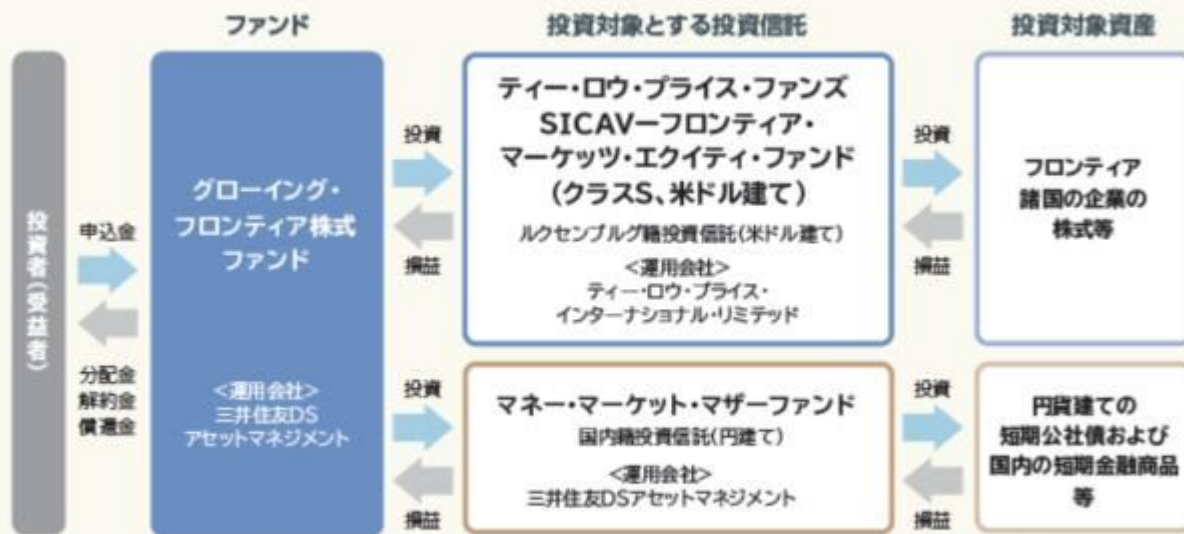 ファンド
投資対象とする投資信託
投資対象資産
投資者(受益者)
申込金
分配金
解約金
償還金
グローイング・
フロンティア株式
ファンド
<運用会社>
三井住友DS
アセットマネジメント
投資
損益
投資
損益
ティー・ロウ・プライス・ファンズ
SICAVーフロンティア・
マーケッツ・エクイティ・ファンド
(クラスS、米ドル建て)
ルクセンブルグ籍投資信託(米ドル建て)
<運用会社>
ティー・ロウ・プライス・
インターナショナル・リミテッド
マネー・マーケット・マザーファンド
国内籍投資信託(円建て)
<運用会社>
三井住友DSアセットマネジメント
投資
損益
投資
損益
フロンティア
諸国の企業の
株式等
円貨建ての
短期公社債および
国内の短期金融商品
等